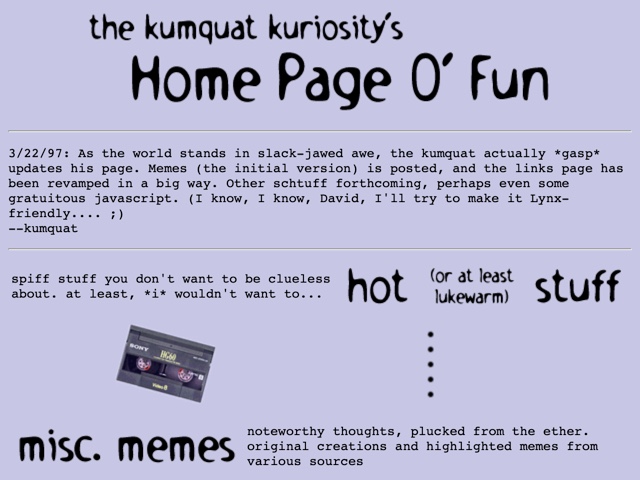 the kumquat kuriosity's
Home Page O' Fun
3/22/97: As the world stands in slack-jawed awe, the kumquat actually *gasp*
updates his page. Memes (the initial version) is posted, and the links page has
been revamped in a big way. Other schtuff forthcoming, perhaps even some
gratuitous javascript. (I know, I know, David, I'll try to make it Lynx-
friendly.... ;)
--kumquat
spiff stuff you don't want to be clueless
about. at least, *i* wouldn't want to...
hot (or at least lukewarm) stuff
SONY
HG60
Video 8
misc. memes
noteworthy thoughts, plucked from the ether.
original creations and highlighted memes from
various sources